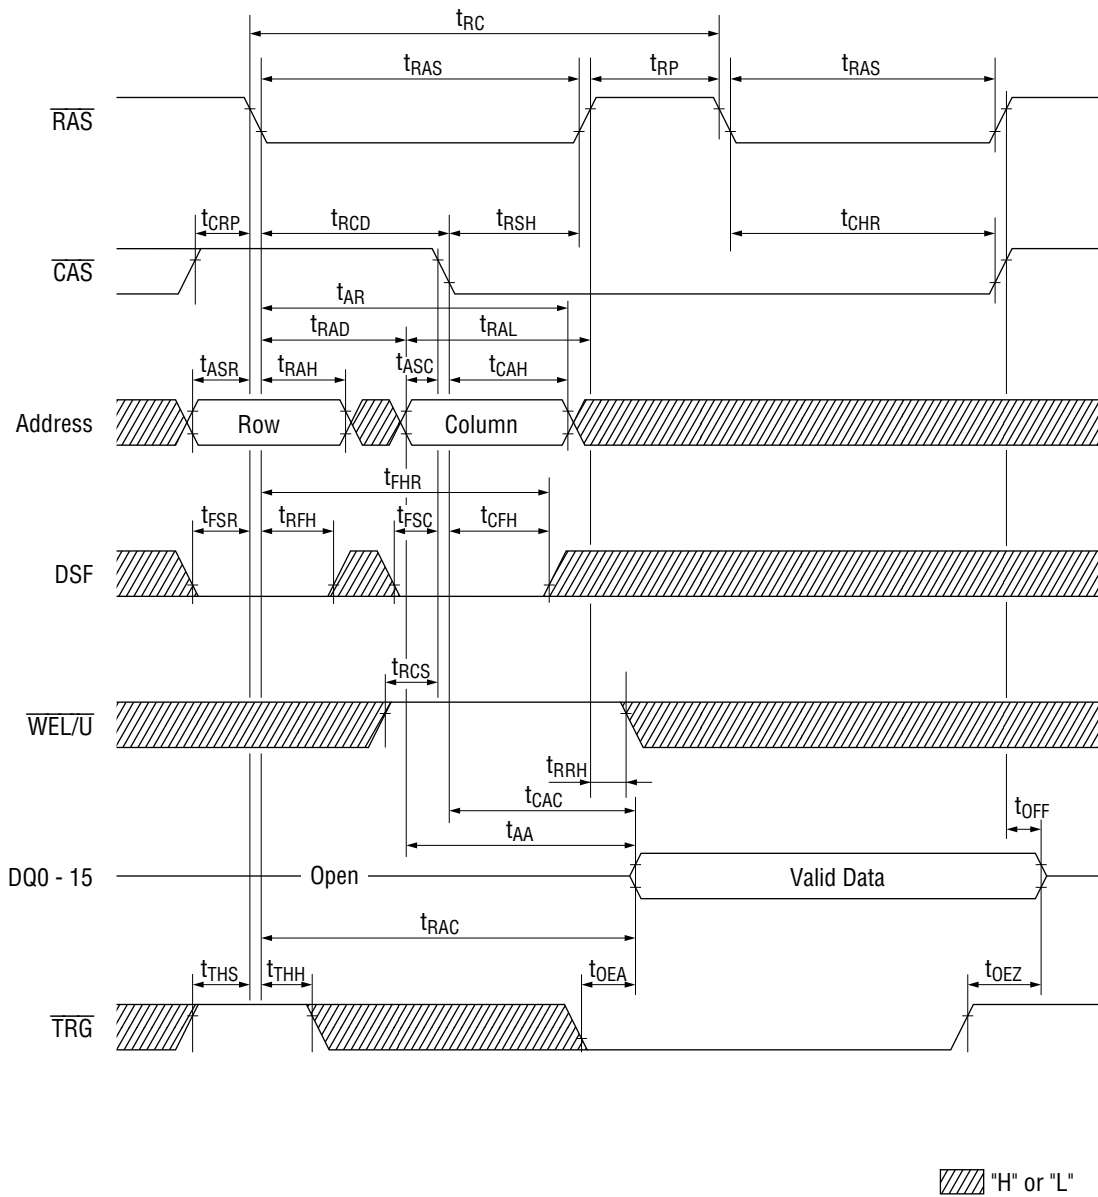 tRC
tRAS tRP tRAS
RAS
tCRP tRCD tRSH tCHR
CAS
tAR
tRAD tRAL
tASR tRAH tASC tCAH
Address Row Column
tFHR
tFSR tRFH tFSC tCFH
DSF
tRCS
WEL/U
tRRH
tCAC tOFF
tAA
DQ0 - 15 Open Valid Data
tRAC
tTHS tTHH tOEA tOEZ
TRG
"H" or "L"